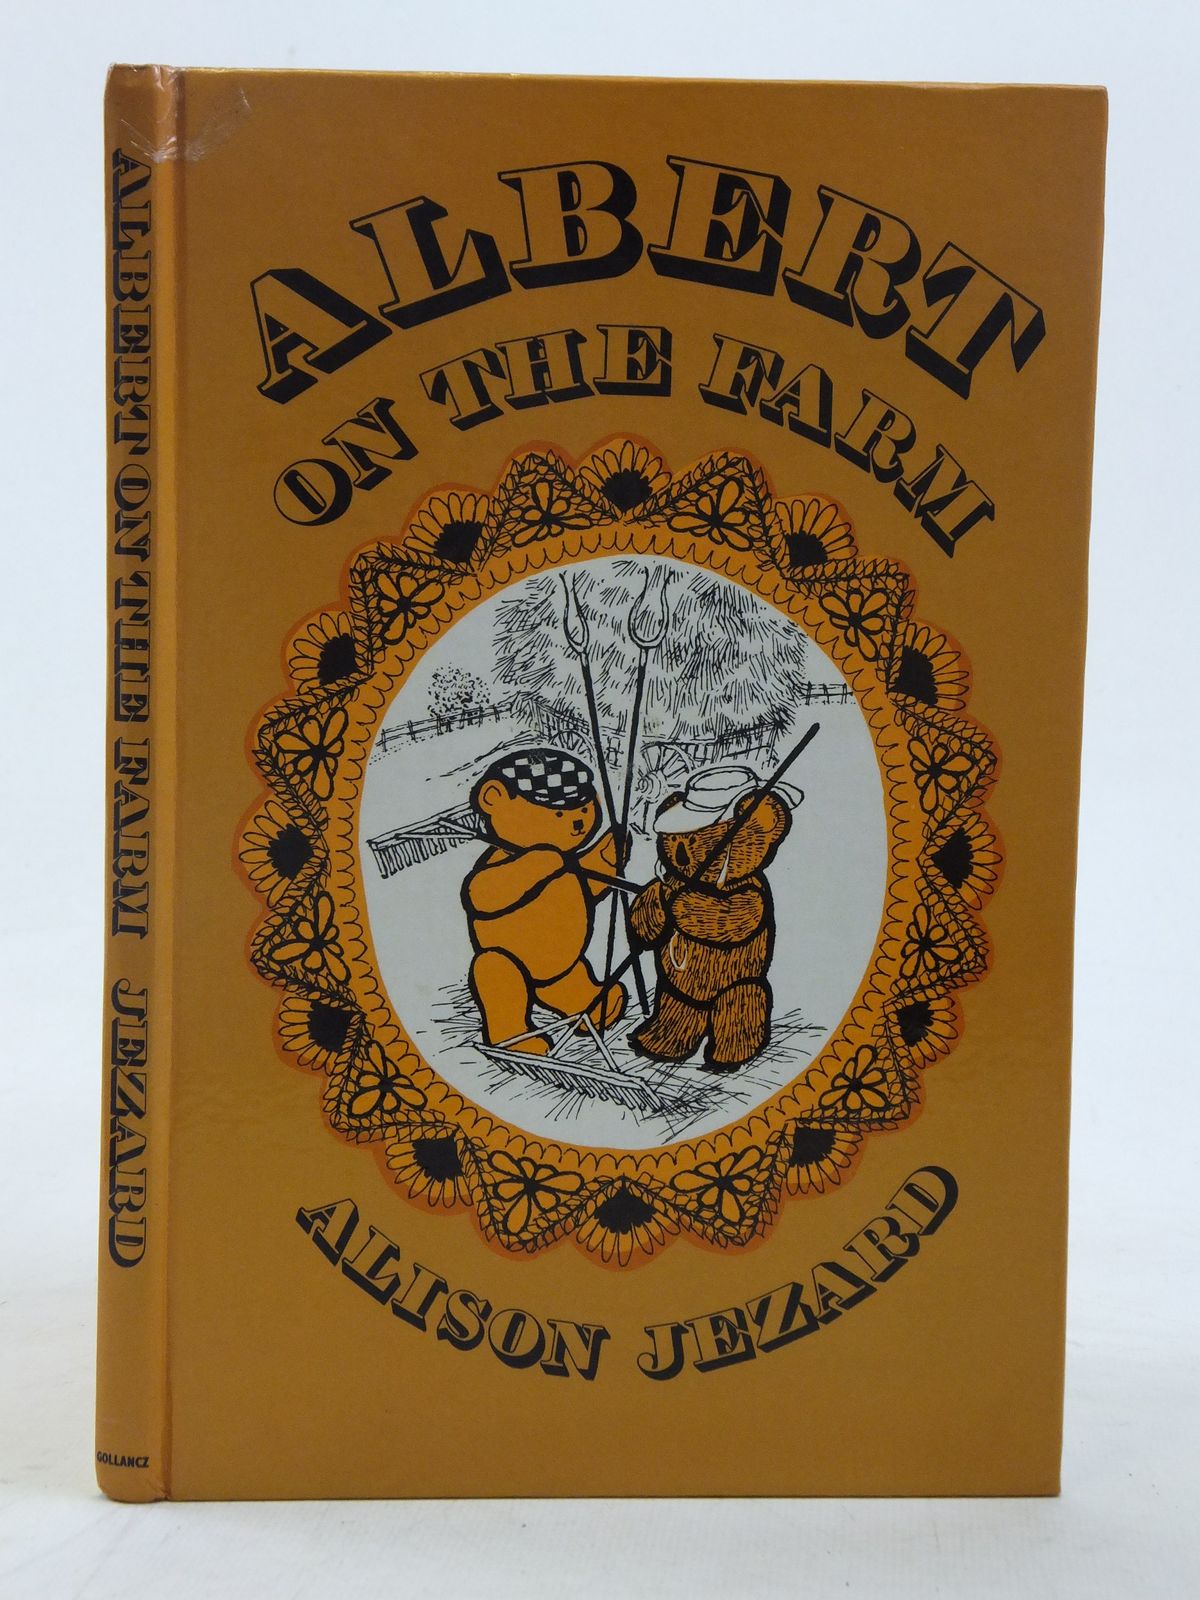 ALBERT
ON THE FARM
ALISON JEZARD
ALBERT ON THE FARM JEZARD
GOLLANCZ